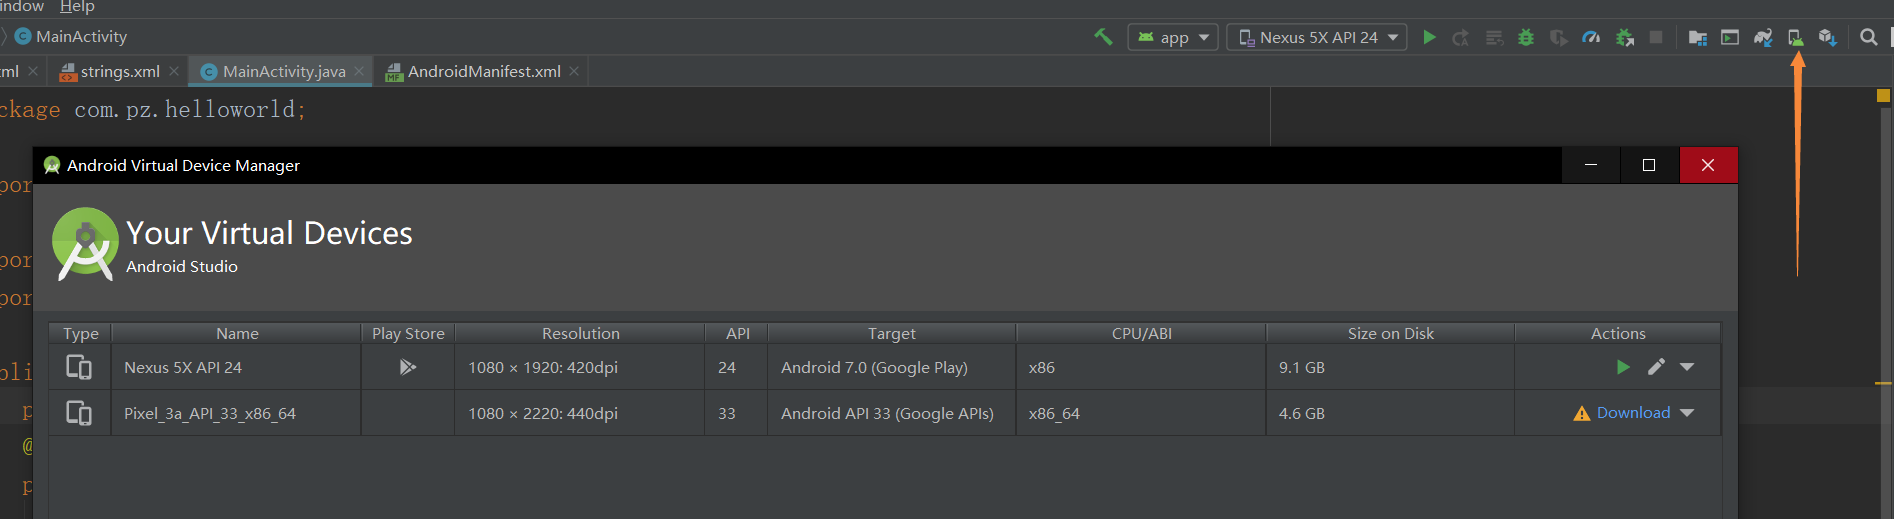 indow Help
MainActivity
app
Nexus 5X API 24
ml
strings.xml
MainActivity.java
AndroidManifest.xml
ckage com.pz.helloworld;
Android Virtual Device Manager
por
Your Virtual Devices
por
Android Studio
por
Type Name Play Store Resolution API Target CPU/ABI Size on Disk Actions
bli
Nexus 5X API 24 1080 × 1920: 420dpi 24 Android 7.0 (Google Play) x86 9.1 GB
p
Pixel_3a_API_33_x86_64 1080 × 2220: 440dpi 33 Android API 33 (Google APIs) x86_64 4.6 GB Download
@
p